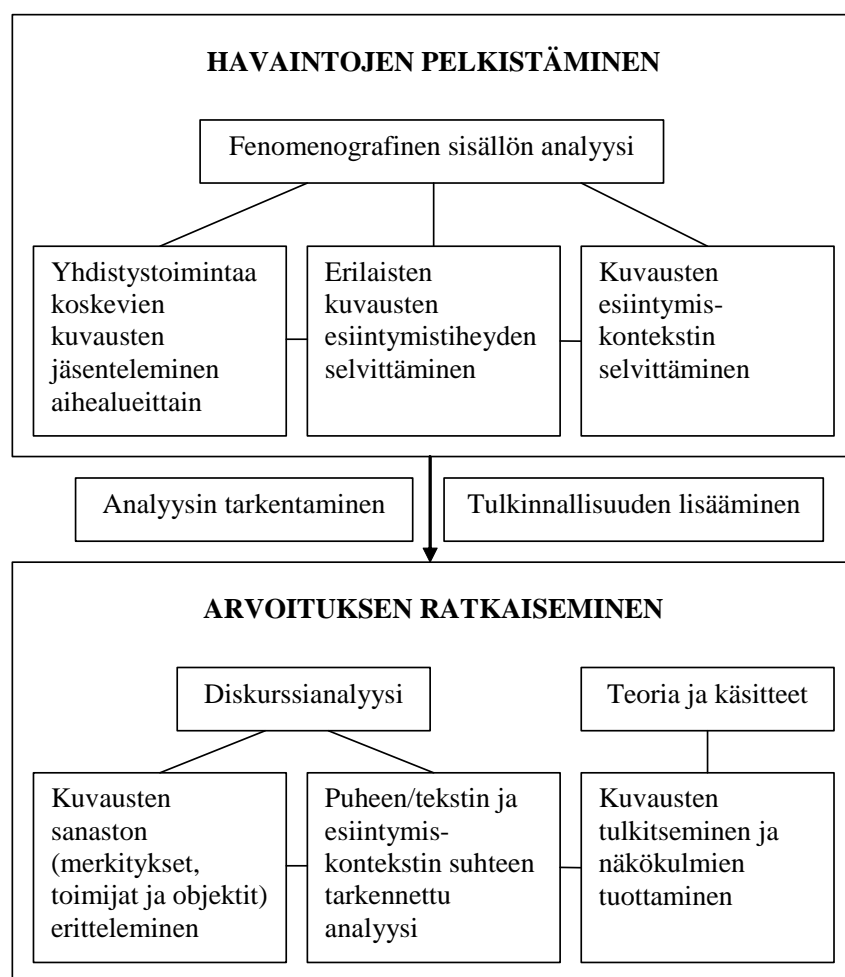 HAVAINTOJEN PELKISTÄMINEN
Fenomenografinen sisällön analyysi
Yhdistystoimintaa
koskevien
kuvausten
jäsenteleminen
aihealueittain
Erilaisten
kuvausten
esiintymistiheyden
selvittäminen
Kuvausten
esiintymis-
kontekstin
selvittäminen
Analyysin tarkentaminen
Tulkinnallisuuden lisääminen
ARVOITUKSEN RATKAISEMINEN
Diskurssianalyysi
Teoria ja käsitteet
Kuvausten
sanaston
(merkitykset,
toimijat ja objektit)
eritteleminen
Puheen/tekstin ja
esiintymis-
kontekstin suhteen
tarkennettu
analyysi
Kuvausten
tulkitseminen ja
näkökulmien
tuottaminen